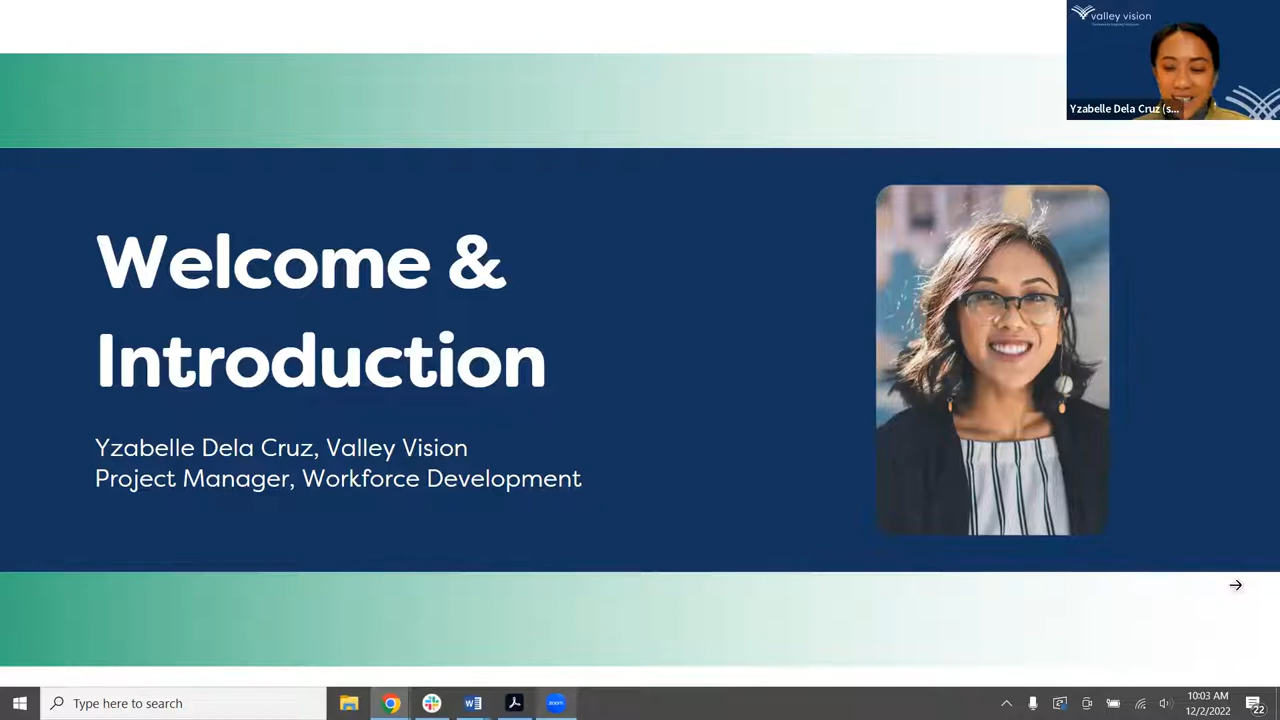 valley vision
Yzabelle Dela Cruz (s...
Welcome &
Introduction
Yzabelle Dela Cruz, Valley Vision
Project Manager, Workforce Development
Type here to search
zoom
10:03 AM
12/2/2022
22